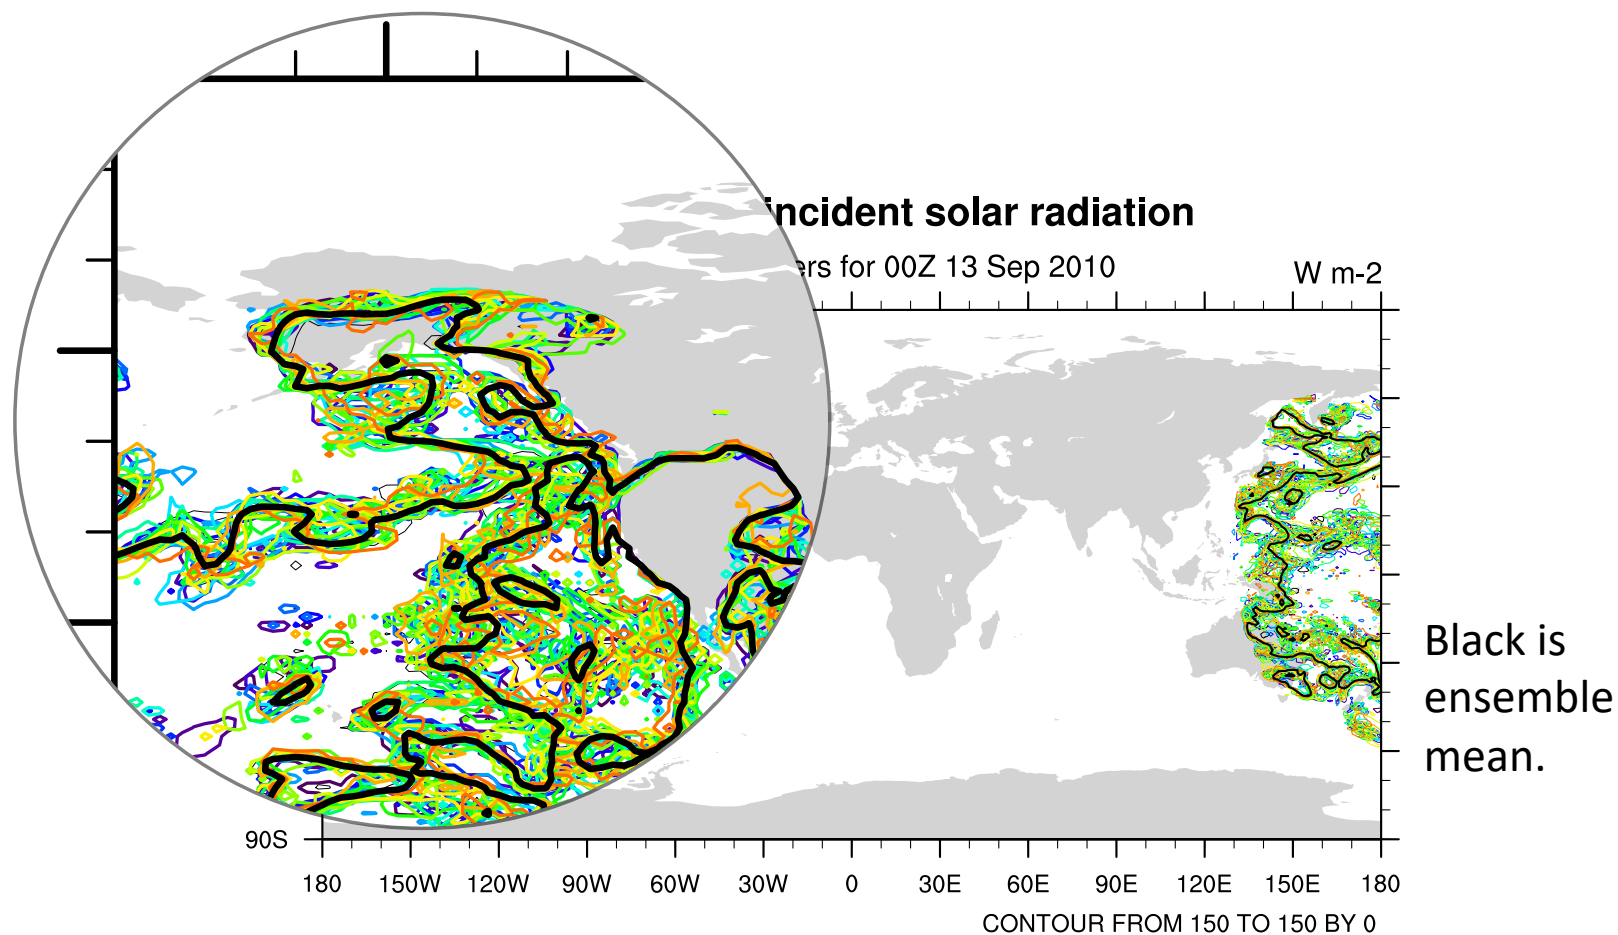 incident solar radiation
for 00Z 13 Sep 2010
W m-2
Black is
ensemble
mean.
90S
180 150W 120W 90W 60W 30W 0 30E 60E 90E 120E 150E 180
CONTOUR FROM 150 TO 150 BY 0